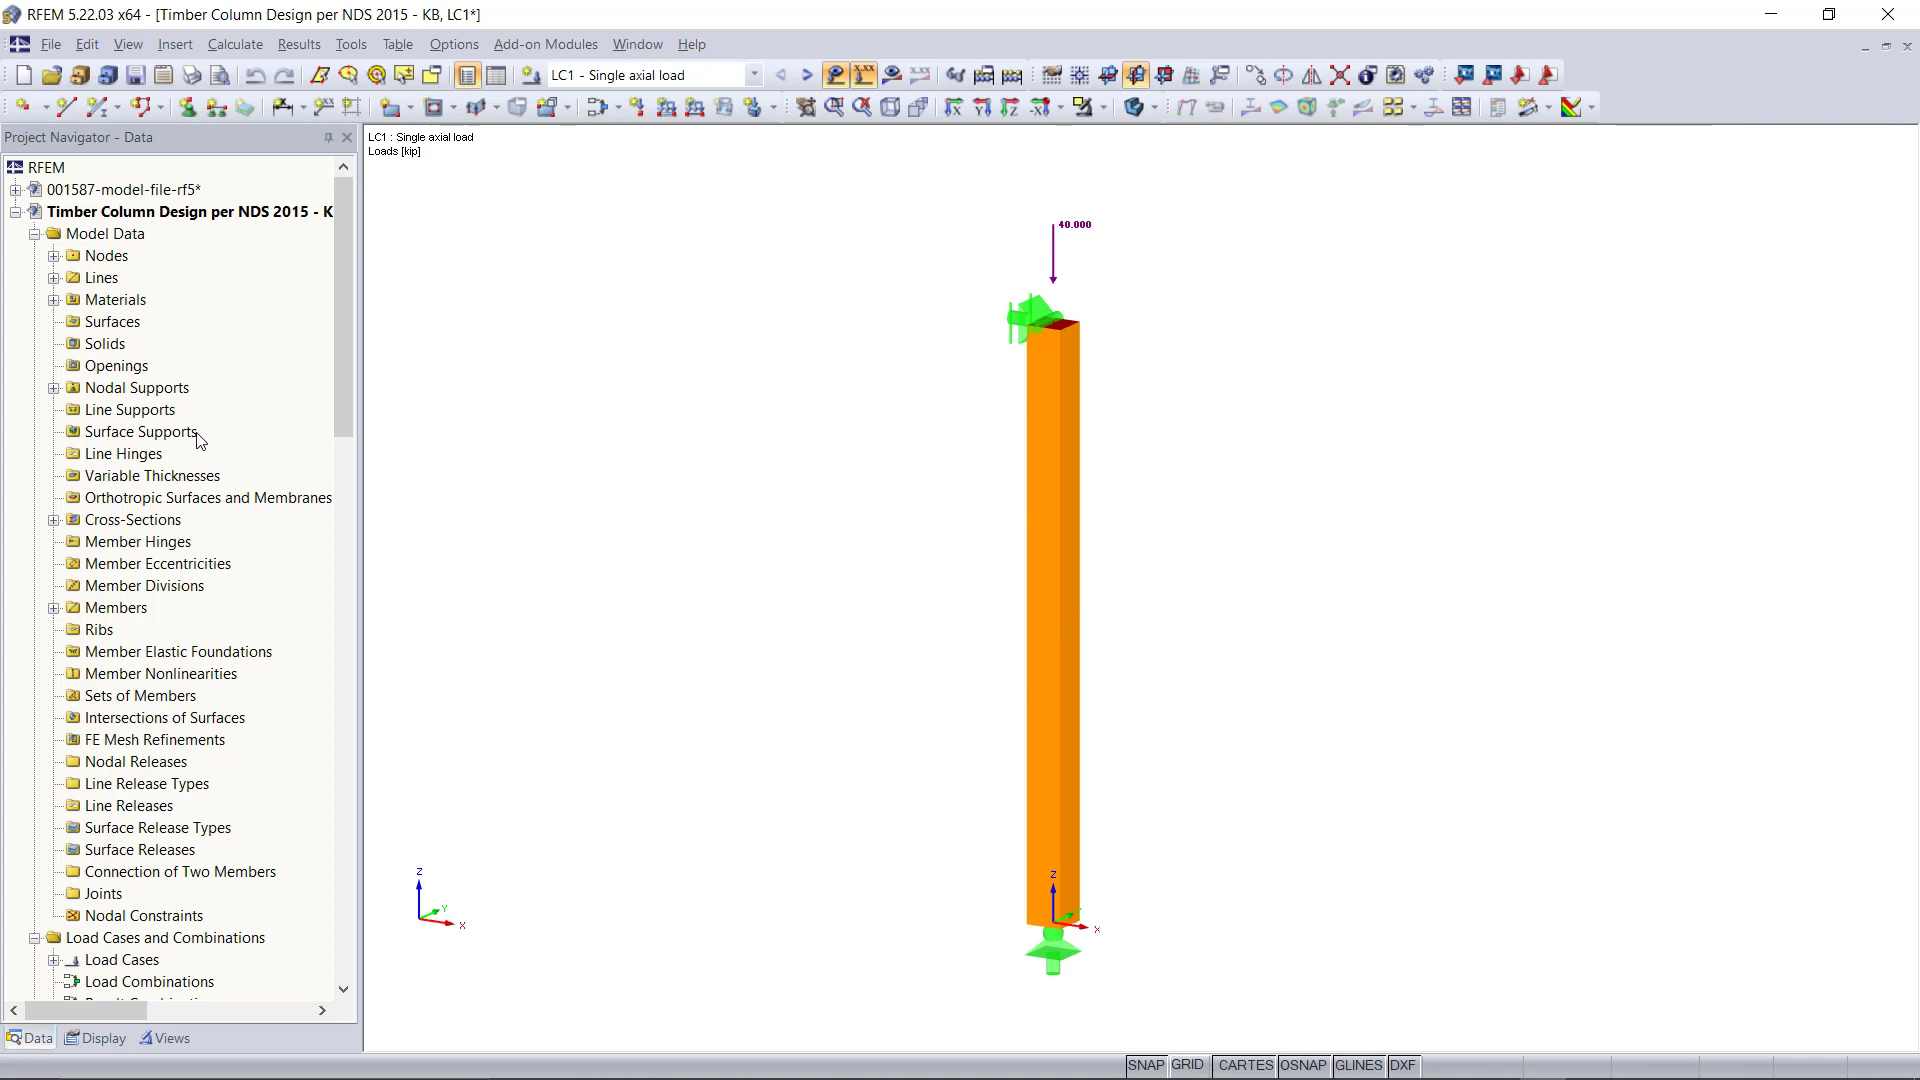 RFEM 5.22.03 x64 - [Timber Column Design per NDS 2015 - KB, LC1*]
File Edit View Insert Calculate Results Tools Table Options Add-on Modules Window Help
LC1 - Single axial load
Project Navigator - Data
RFEM
001587-model-file-rf5*
Timber Column Design per NDS 2015 - K
Model Data
Nodes
Lines
Materials
Surfaces
Solids
Openings
Nodal Supports
Line Supports
Surface Supports
Line Hinges
Variable Thicknesses
Orthotropic Surfaces and Membranes
Cross-Sections
Member Hinges
Member Eccentricities
Member Divisions
Members
Ribs
Member Elastic Foundations
Member Nonlinearities
Sets of Members
Intersections of Surfaces
FE Mesh Refinements
Nodal Releases
Line Release Types
Line Releases
Surface Release Types
Surface Releases
Connection of Two Members
Joints
Nodal Constraints
Load Cases and Combinations
Load Cases
Load Combinations
Data Display Views
LC1 : Single axial load
Loads [kip]
40.000
Z
Y
X
Z
X
SNAP GRID CARTES OSNAP GLINES DXF